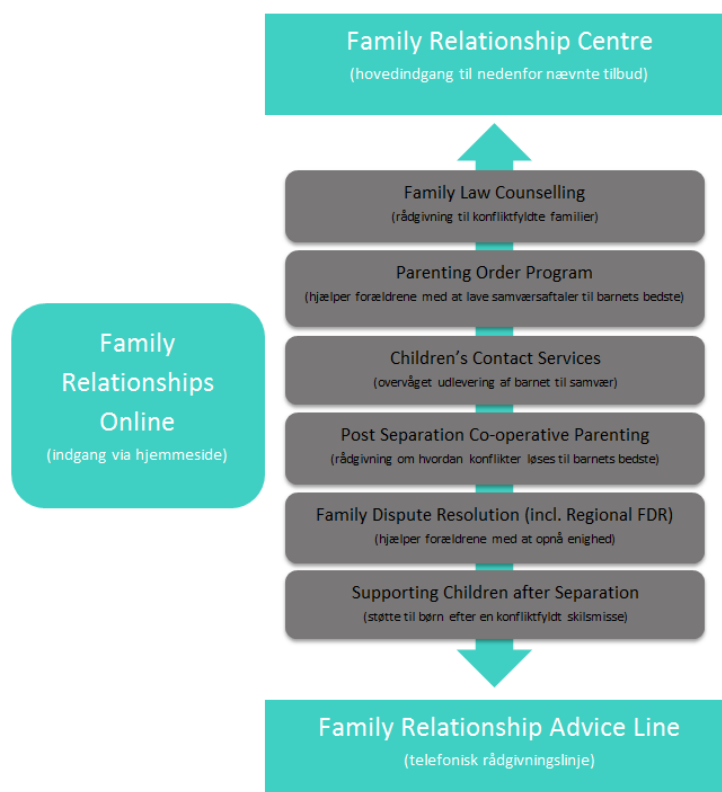 Family Relationship Centre
(hovedindgang til nedenfor nævnte tilbud)
Family Law Counselling
(rådgivning til konfliktfyldte familier)
Parenting Order Program
(hjælper forældrene med at lave samværsaftaler til barnets bedste)
Family
Relationships
Online
(indgang via hjemmeside)
Children's Contact Services
(overvåget udlevering af barnet til samvær)
Post Separation Co-operative Parenting
(rådgivning om hvordan konflikter løses til barnets bedste)
Family Dispute Resolution (incl. Regional FDR)
(hjælper forældrene med at opnå enighed)
Supporting Children after Separation
(støtte til børn efter en konfliktfyldt skilsmisse)
Family Relationship Advice Line
(telefonisk rådgivningslinje)